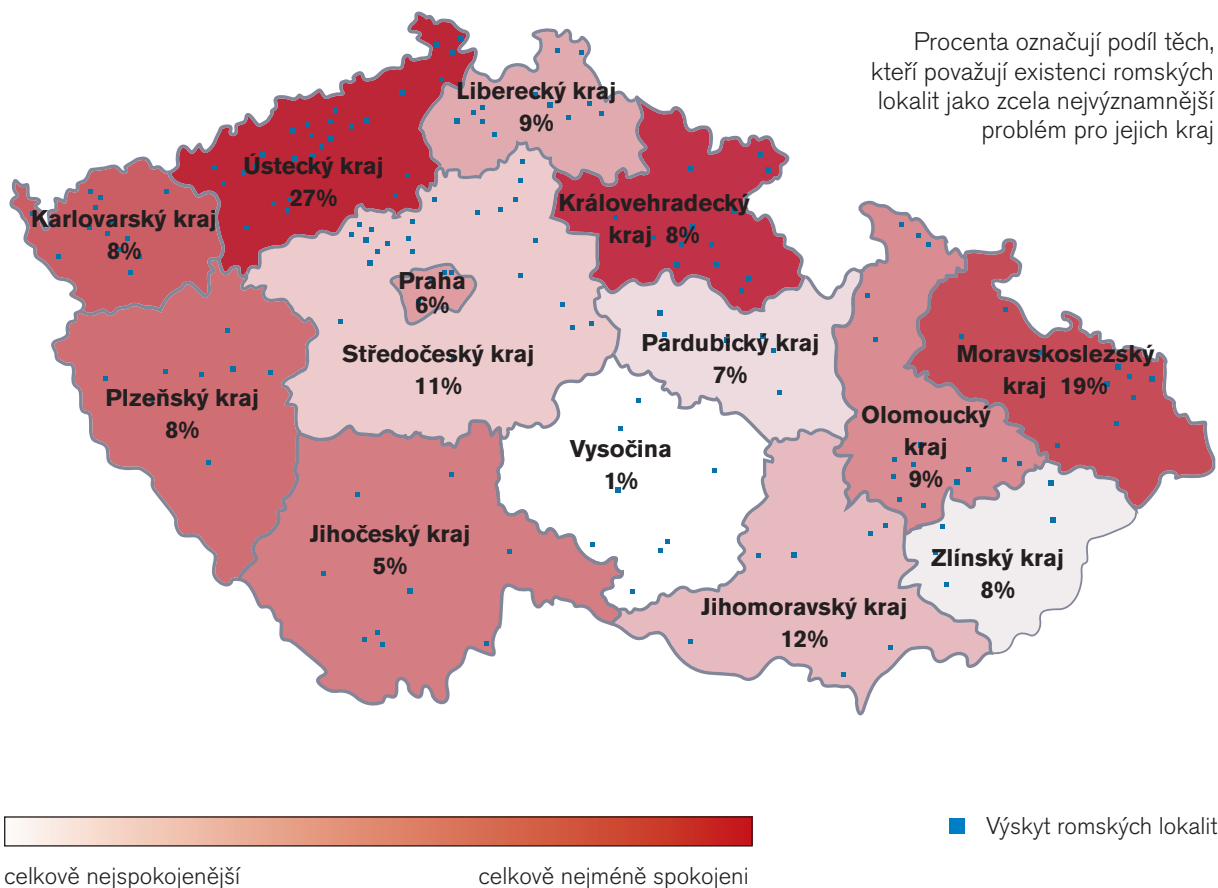 Procenta označují podíl těch,
kteří považují existenci romských
lokalit jako zcela nejvýznamnější
problém pro jejich kraj
Liberecký kraj
9%
Ústecký kraj
27%
Karlovarský kraj
8%
Královehradecký
kraj 8%
Praha
6%
Středočeský kraj
11%
Pardubický kraj
7%
Moravskoslezský
kraj 19%
Plzeňský kraj
8%
Olomoucký
kraj
9%
Vysočina
1%
Jihočeský kraj
5%
Zlínský kraj
8%
Jihomoravský kraj
12%
Výskyt romských lokalit
celkově nejspokojenější
celkově nejméně spokojeni